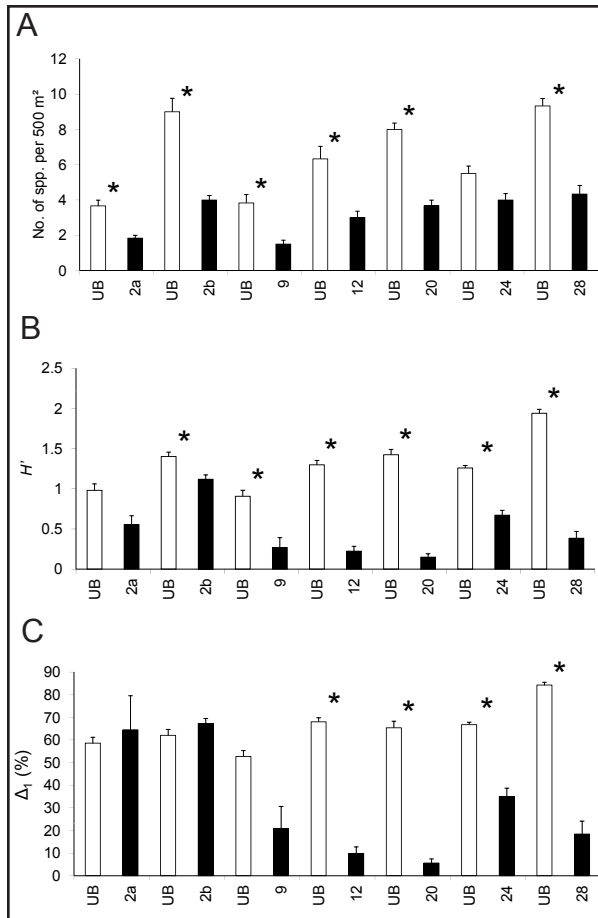 A
No. of spp. per 500 m²
12
10
8
6
4
2
0
* * * * * *
UB 2a UB 2b UB 9 UB 12 UB 20 UB 24 UB 28
B
H'
2.5
2
1.5
1
0.5
0
* * * * * *
UB 2a UB 2b UB 9 UB 12 UB 20 UB 24 UB 28
C
Δ₁ (%)
90
80
70
60
50
40
30
20
10
0
* * * *
UB 2a UB 2b UB 9 UB 12 UB 20 UB 24 UB 28